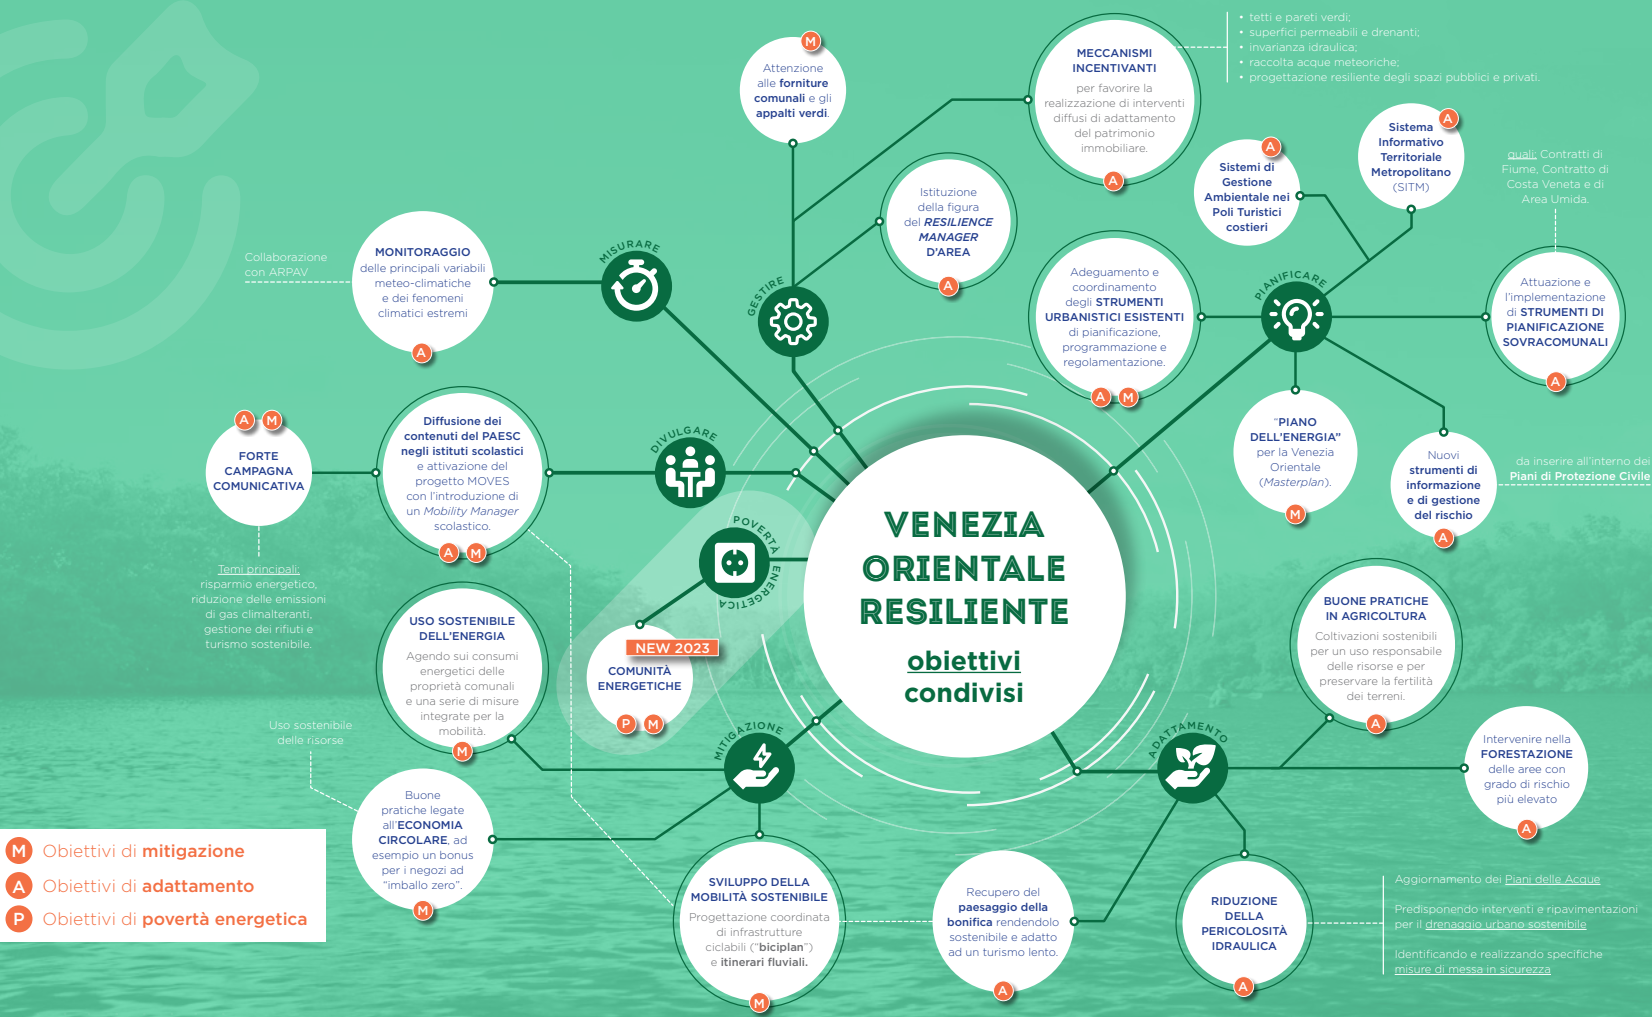 VENEZIA
ORIENTALE
RESILIENTE
obiettivi
condivisi
MISURARE
MONITORAGGIO
delle principali variabili
meteo-climatiche
e dei fenomeni
climatici estremi
A
Collaborazione
con ARPAV
GESTIRE
M
Attenzione
alle forniture
comunali e gli
appalti verdi.
MECCANISMI
INCENTIVANTI
per favorire la
realizzazione di interventi
diffusi di adattamento
del patrimonio
immobiliare.
A
• tetti e pareti verdi;
• superfici permeabili e drenanti;
• invarianza idraulica;
• raccolta acque meteoriche;
• progettazione resiliente degli spazi pubblici e privati.
Istituzione
della figura
del RESILIENCE
MANAGER
D'AREA
A
PIANIFICARE
A
Sistemi di
Gestione
Ambientale nei
Poli Turistici
costieri
A
Sistema
Informativo
Territoriale
Metropolitano
(SITM)
quali: Contratti di
Fiume, Contratto di
Costa Veneta e di
Area Umida.
Attuazione e
l'implementazione
di STRUMENTI DI
PIANIFICAZIONE
SOVRACOMUNALI
A
Adeguamento e
coordinamento
degli STRUMENTI
URBANISTICI ESISTENTI
di pianificazione,
programmazione e
regolamentazione.
A M
"PIANO
DELL'ENERGIA"
per la Venezia
Orientale
(Masterplan).
M
Nuovi
strumenti di
informazione
e di gestione
del rischio
A
da inserire all'interno dei
Piani di Protezione Civile
DIVULGARE
Diffusione dei
contenuti del PAESC
negli istituti scolastici
e attivazione del
progetto MOVES
con l'introduzione di
un Mobility Manager
scolastico.
A M
A M
FORTE
CAMPAGNA
COMUNICATIVA
Temi principali:
risparmio energetico,
riduzione delle emissioni
di gas climalteranti,
gestione dei rifiuti e
turismo sostenibile.
POVERTÀ ENERGETICA
NEW 2023
COMUNITÀ
ENERGETICHE
P M
MITIGAZIONE
USO SOSTENIBILE
DELL'ENERGIA
Agendo sui consumi
energetici delle
proprietà comunali
e una serie di misure
integrate per la
mobilità.
M
Uso sostenibile
delle risorse
Buone
pratiche legate
all'ECONOMIA
CIRCOLARE, ad
esempio un bonus
per i negozi ad
"imballo zero".
M
SVILUPPO DELLA
MOBILITÀ SOSTENIBILE
Progettazione coordinata
di infrastrutture
ciclabili ("biciplan")
e itinerari fluviali.
M
ADATTAMENTO
BUONE PRATICHE
IN AGRICOLTURA
Coltivazioni sostenibili
per un uso responsabile
delle risorse e per
preservare la fertilità
dei terreni.
A
Intervenire nella
FORESTAZIONE
delle aree con
grado di rischio
più elevato
A
Recupero del
paesaggio della
bonifica rendendolo
sostenibile e adatto
ad un turismo lento.
A
RIDUZIONE
DELLA
PERICOLOSITÀ
IDRAULICA
A
Aggiornamento dei Piani delle Acque
Predisponendo interventi e ripavimentazioni
per il drenaggio urbano sostenibile
Identificando e realizzando specifiche
misure di messa in sicurezza
M Obiettivi di mitigazione
A Obiettivi di adattamento
P Obiettivi di povertà energetica